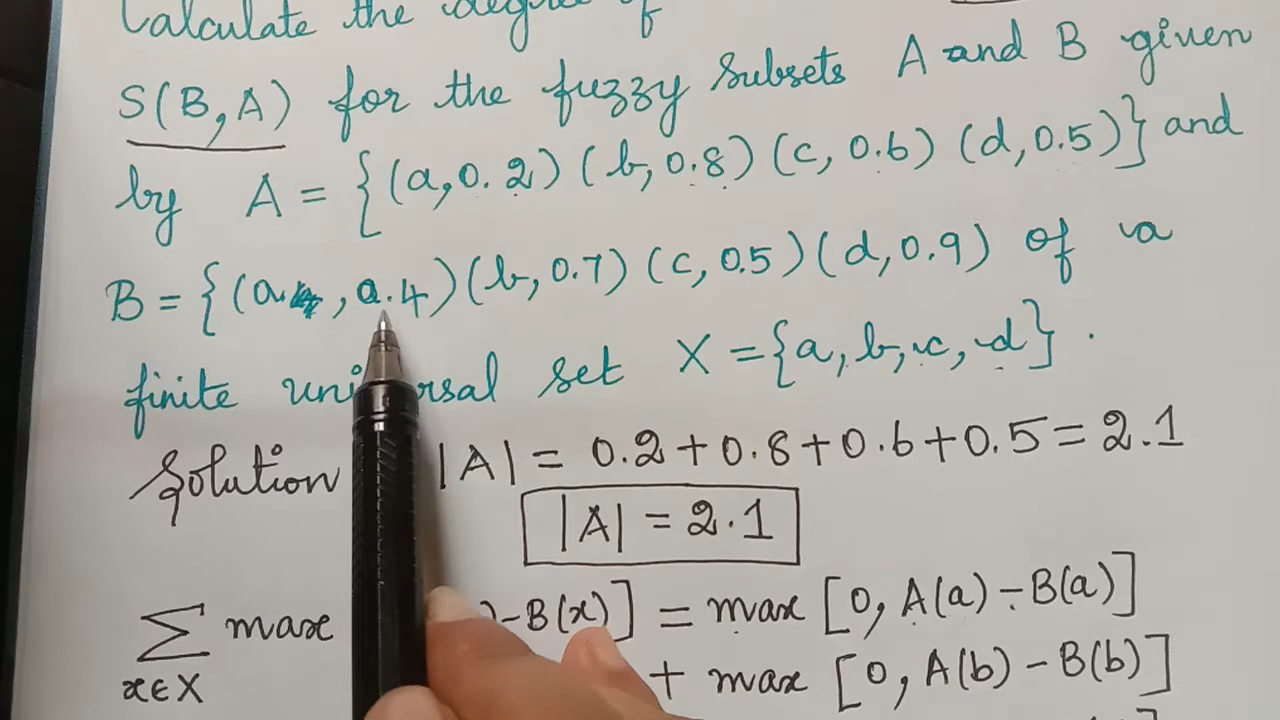 Calculate the degree of
S(B,A) for the fuzzy subsets A and B given
by A = {(a,0.2) (b,0.8) (c,0.6) (d,0.5)} and
B = {(a, 0.4)(b,0.7)(c,0.5)(d,0.9) of a
finite set X = {a,b,c,d}.
Solution |A| = 0.2+0.8+0.6+0.5=2.1
|A| = 2.1
∑ max -B(x)] = max [0, A(a) - B(a)]
x∈X + max [0, A(b) - B(b)]